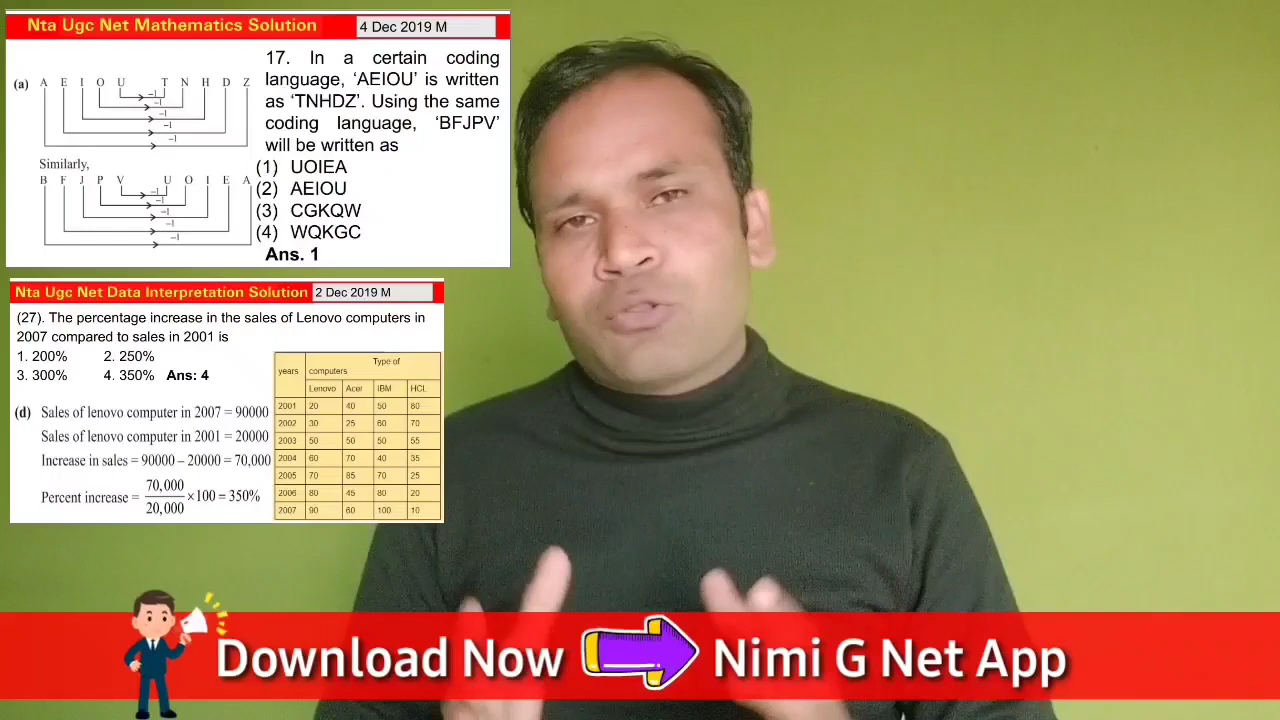 Nta Ugc Net Mathematics Solution 4 Dec 2019 M
17. In a certain coding
language, ‘AEIOU’ is written
as ‘TNHDZ’. Using the same
coding language, ‘BFJPV’
will be written as
(1) UOIEA
(2) AEIOU
(3) CGKQW
(4) WQKGC
Ans. 1
(a) A E I O U T N H D Z
–1
–1
–1
–1
–1
Similarly,
B F J P V U O I E A
–1
–1
–1
–1
–1
Nta Ugc Net Data Interpretation Solution 2 Dec 2019 M
(27). The percentage increase in the sales of Lenovo computers in
2007 compared to sales in 2001 is
1. 200% 2. 250%
3. 300% 4. 350% Ans: 4
(d) Sales of lenovo computer in 2007 = 90000
Sales of lenovo computer in 2001 = 20000
Increase in sales = 90000 – 20000 = 70,000
Percent increase = 70,000 / 20,000 ×100 = 350%
years Type of
computers
Lenovo Acer IBM HCL
2001 20 40 50 80
2002 30 25 60 70
2003 50 50 50 55
2004 60 70 40 35
2005 70 85 70 25
2006 80 45 80 20
2007 90 60 100 10
Download Now Nimi G Net App